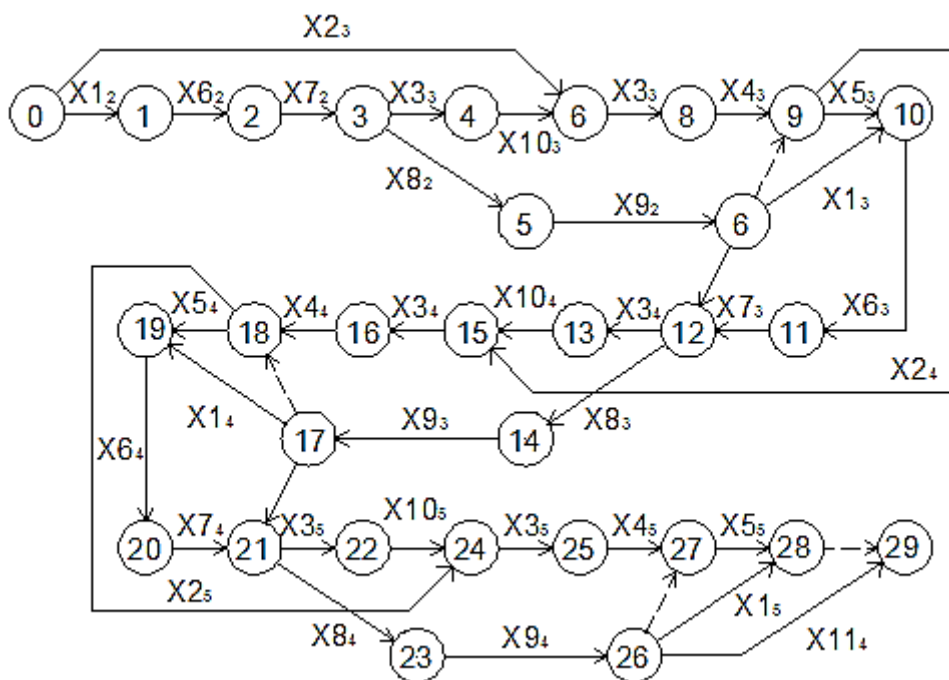 X2₃
X1₂ X6₂ X7₂ X3₃ X3₃ X4₃ X5₃
0 1 2 3 4 6 8 9 10
X10₃
X8₂ X9₂ X1₃
5 6
X5₄ X4₄ X3₄ X10₄ X3₄ X7₃ X6₃
19 18 16 15 13 12 11
X2₄
X1₄ X9₃ X8₃
X6₄ 17 14
X7₄ X3₅ X10₅ X3₅ X4₅ X5₅
20 21 22 24 25 27 28 29
X2₅ X1₅
X8₄ X9₄ X11₄
23 26